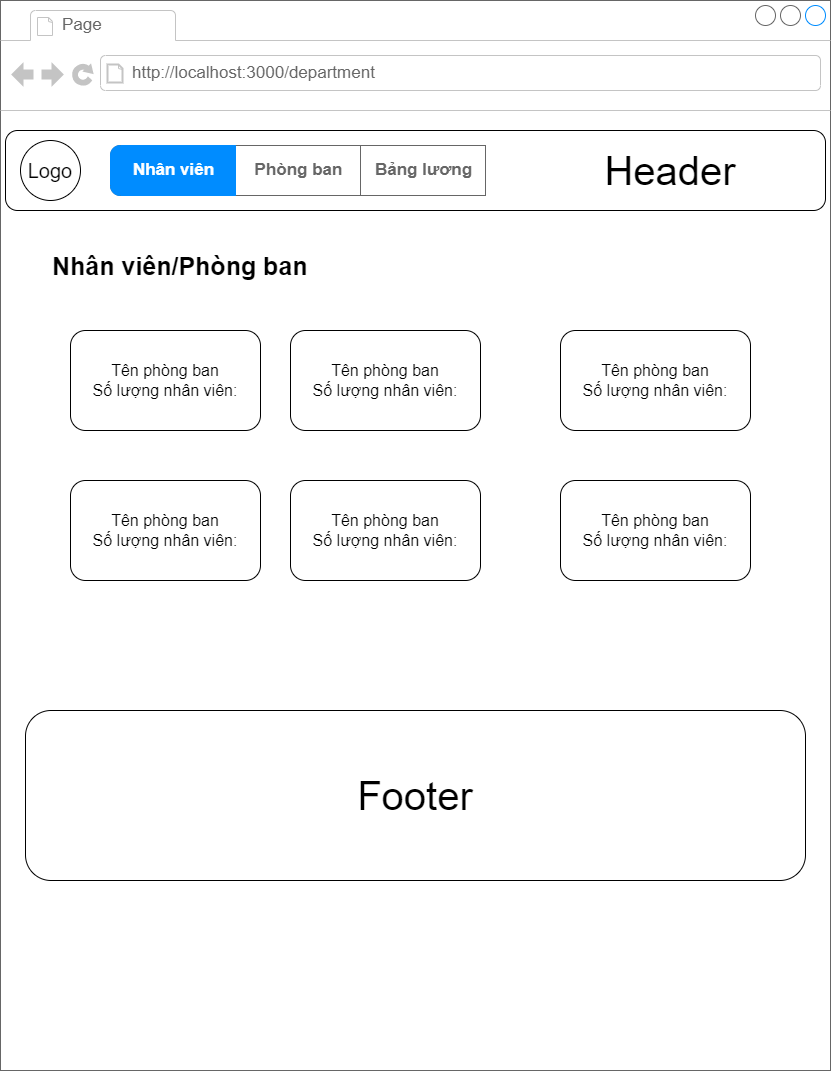 Page
http://localhost:3000/department
Logo
Nhân viên
Phòng ban
Bảng lương
Header
Nhân viên/Phòng ban
Tên phòng ban
Số lượng nhân viên:
Tên phòng ban
Số lượng nhân viên:
Tên phòng ban
Số lượng nhân viên:
Tên phòng ban
Số lượng nhân viên:
Tên phòng ban
Số lượng nhân viên:
Tên phòng ban
Số lượng nhân viên:
Footer